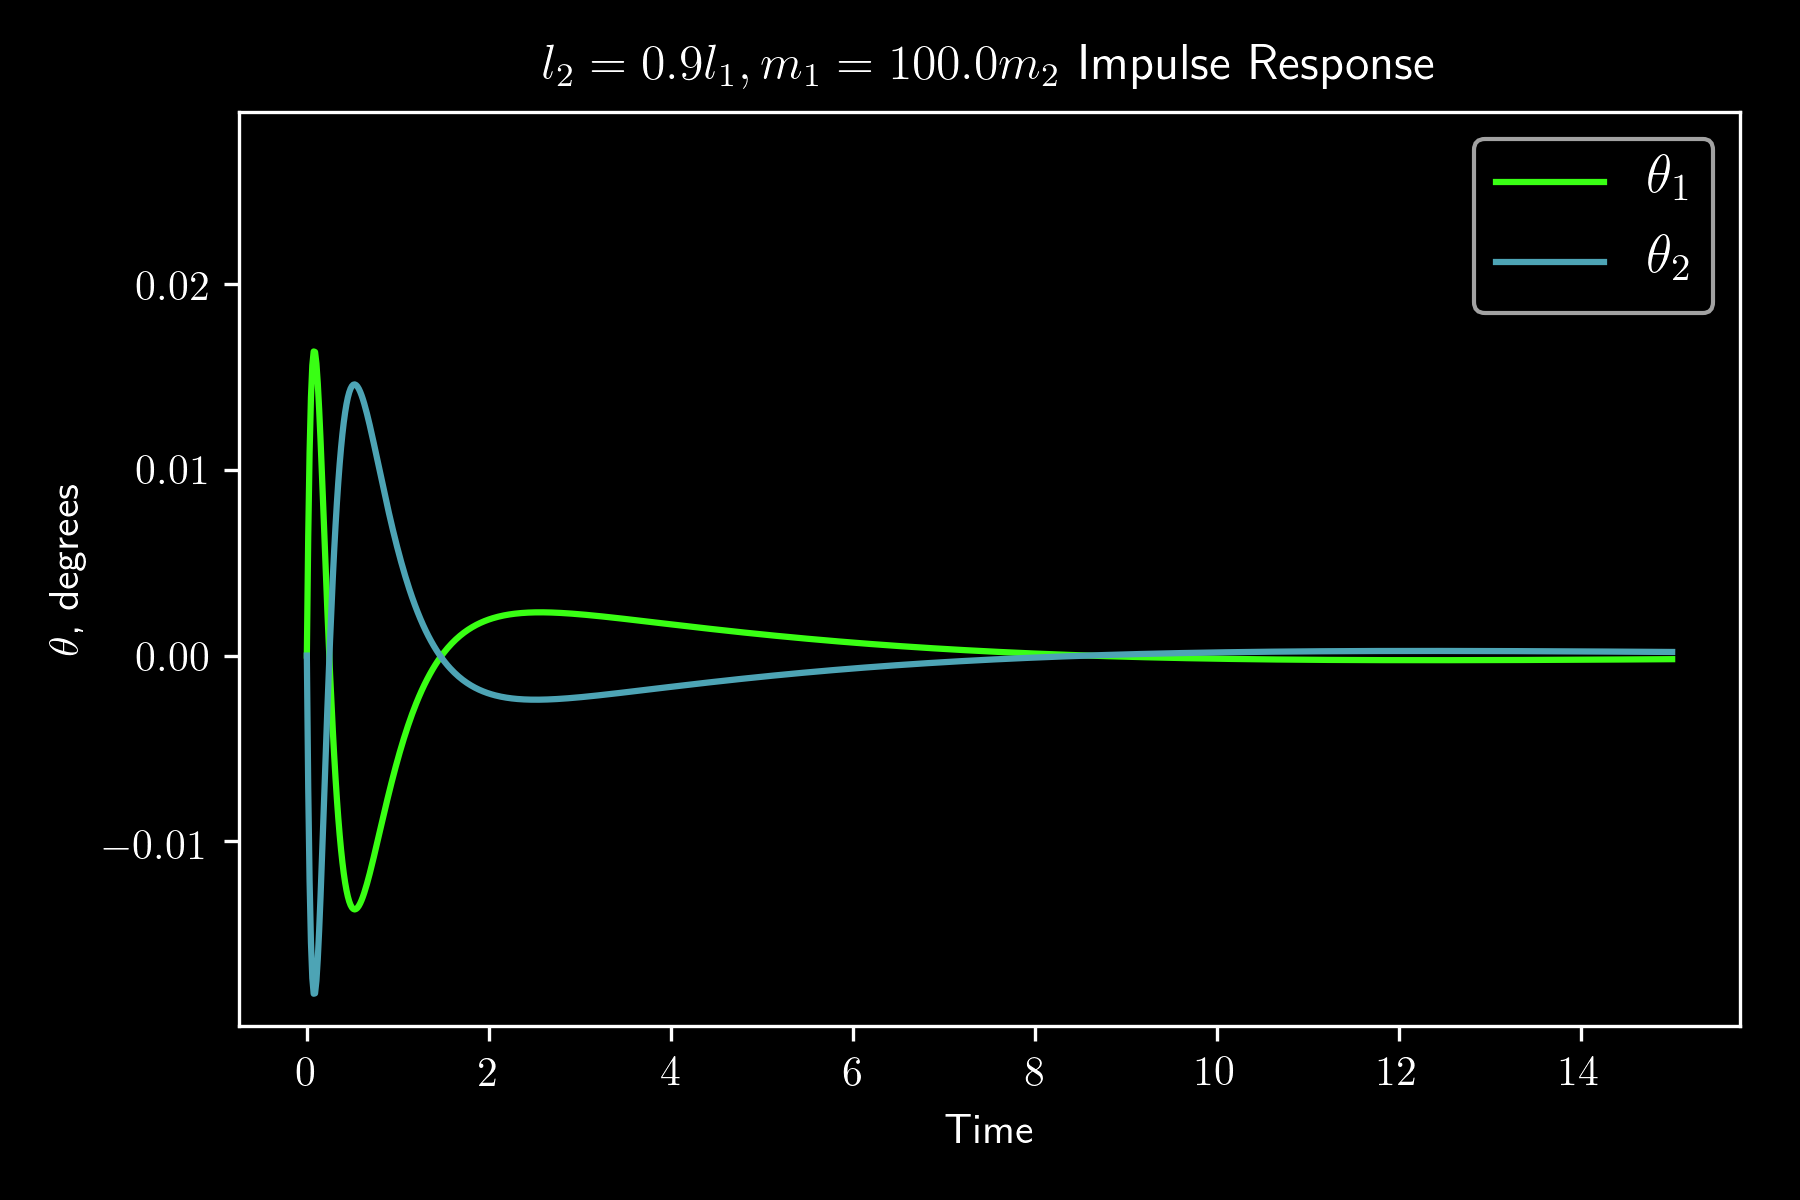 l₂ = 0.9l₁, m₁ = 100.0m₂ Impulse Response
θ₁
θ₂
θ, degrees
0.02
0.01
0.00
−0.01
0 2 4 6 8 10 12 14
Time